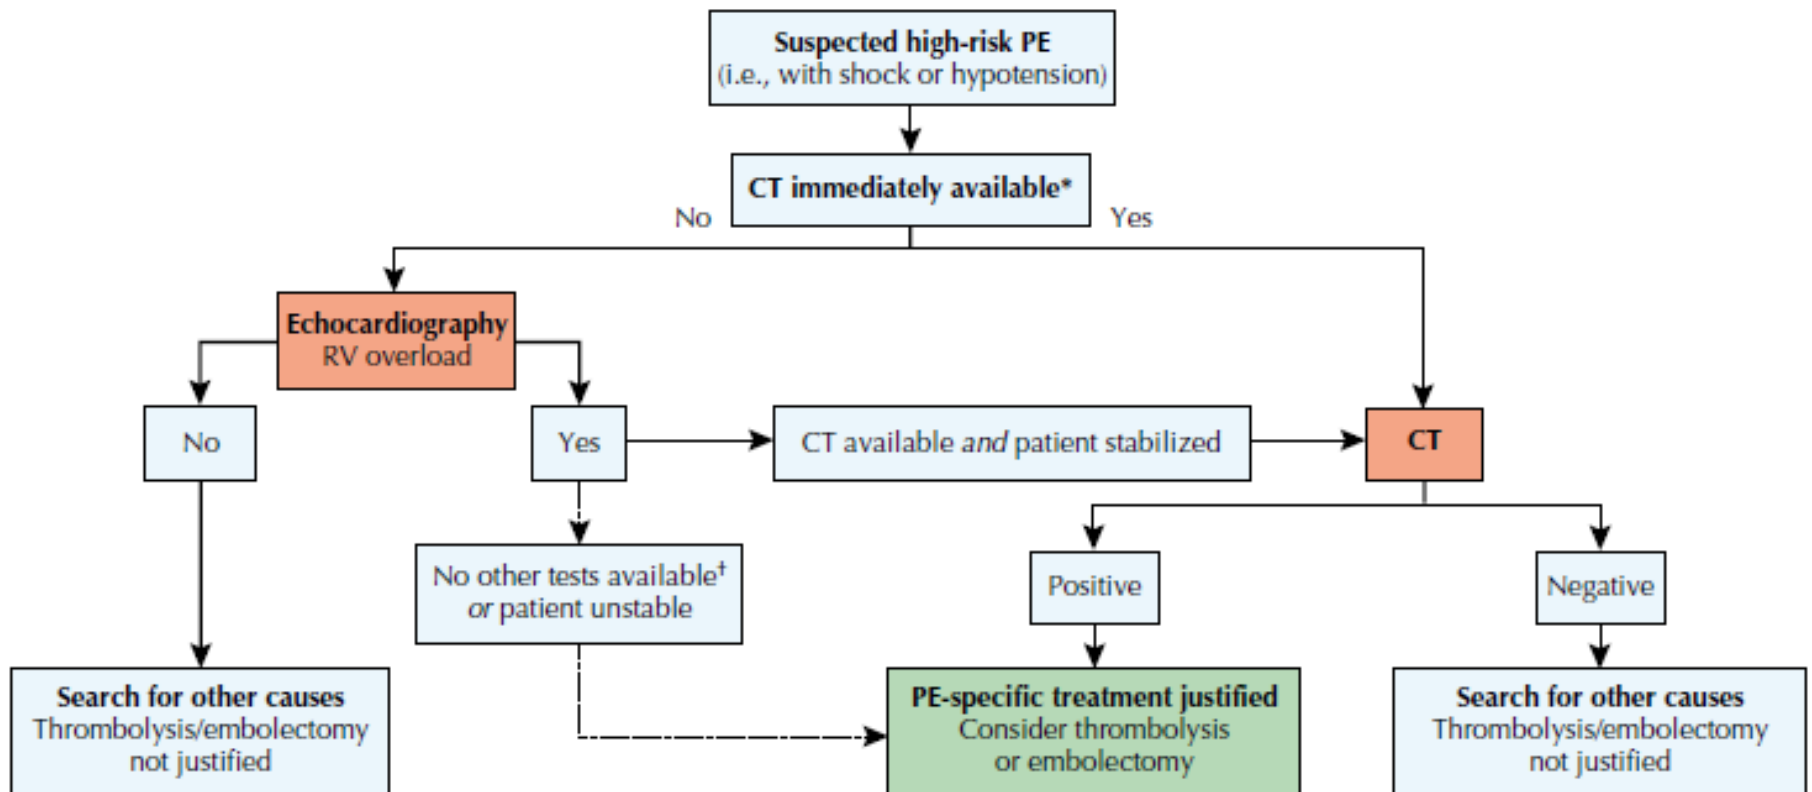 Suspected high-risk PE
(i.e., with shock or hypotension)
CT immediately available*
No
Yes
Echocardiography
RV overload
No
Yes
CT available and patient stabilized
CT
No other tests available†
or patient unstable
Positive
Negative
Search for other causes
Thrombolysis/embolectomy
not justified
PE-specific treatment justified
Consider thrombolysis
or embolectomy
Search for other causes
Thrombolysis/embolectomy
not justified